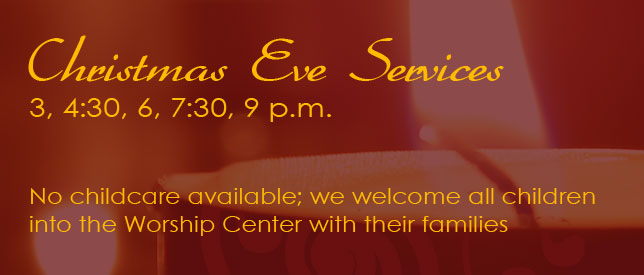 Christmas Eve Services
3, 4:30, 6, 7:30, 9 p.m.
No childcare available; we welcome all children
into the Worship Center with their families